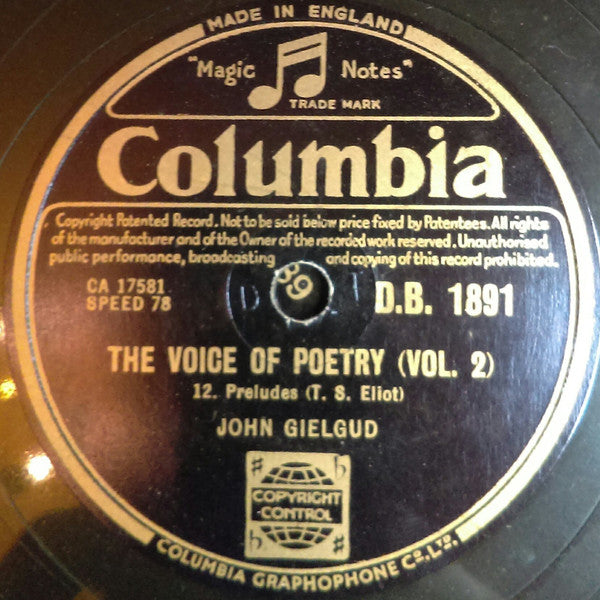 MADE IN ENGLAND
"Magic Notes"
TRADE MARK
Columbia
Copyright Patented Record. Not to be said below price fixed by Patentees. All rights
of the manufacturer and of the Owner of the recorded work reserved. Unauthorised
public performance, broadcasting and copying of this record prohibited.
CA 17581
SPEED 78
D.B. 1891
THE VOICE OF POETRY (VOL. 2)
12. Preludes (T. S. Eliot)
JOHN GIELGUD
COPYRIGHT
CONTROL
COLUMBIA GRAPHOPHONE CO. LTD.